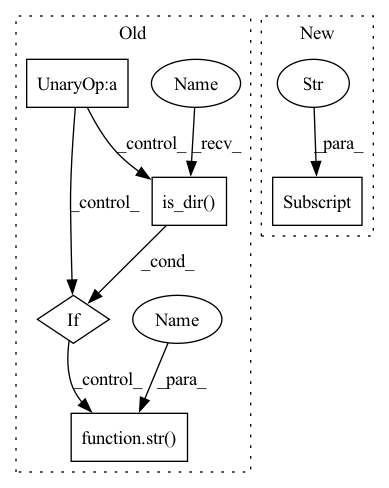 Old
New
UnaryOp:a
Name
Str
_control_
_recv_
_para_
_control_
is_dir()
Subscript
_cond_
If
Name
_control_
_para_
function.str()